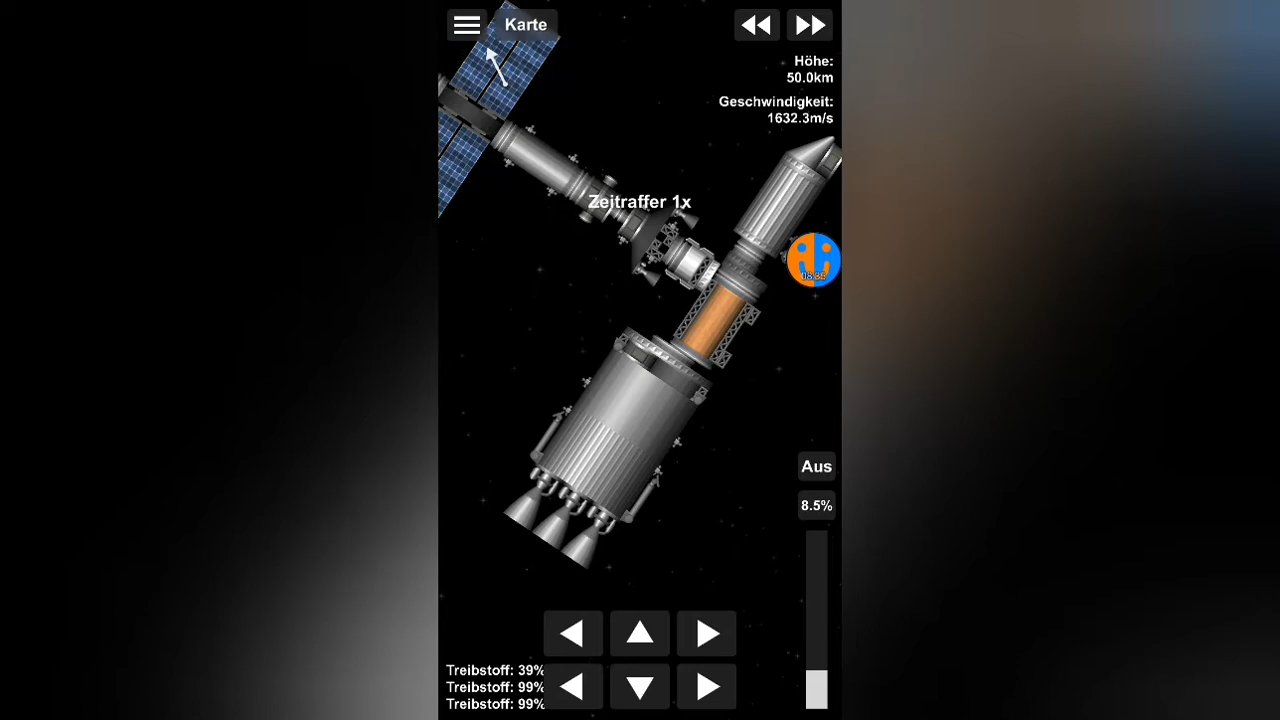 Karte
Höhe:
50.0km
Geschwindigkeit:
1632.3m/s
Zeitraffer 1x
Aus
8.5%
Treibstoff: 39%
Treibstoff: 99%
Treibstoff: 99%